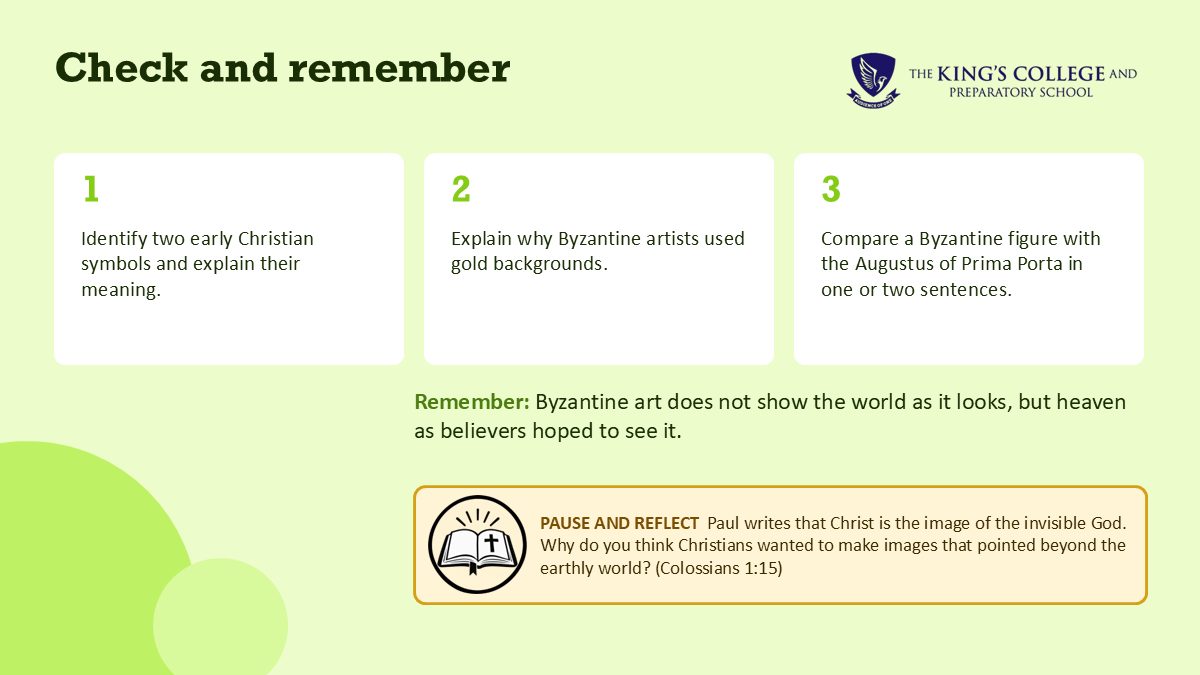 Check and remember
THE KING'S COLLEGE AND
PREPARATORY SCHOOL
AUDIENCE OF ONE
1
Identify two early Christian
symbols and explain their
meaning.
2
Explain why Byzantine artists used
gold backgrounds.
3
Compare a Byzantine figure with
the Augustus of Prima Porta in
one or two sentences.
Remember: Byzantine art does not show the world as it looks, but heaven
as believers hoped to see it.
PAUSE AND REFLECT Paul writes that Christ is the image of the invisible God.
Why do you think Christians wanted to make images that pointed beyond the
earthly world? (Colossians 1:15)